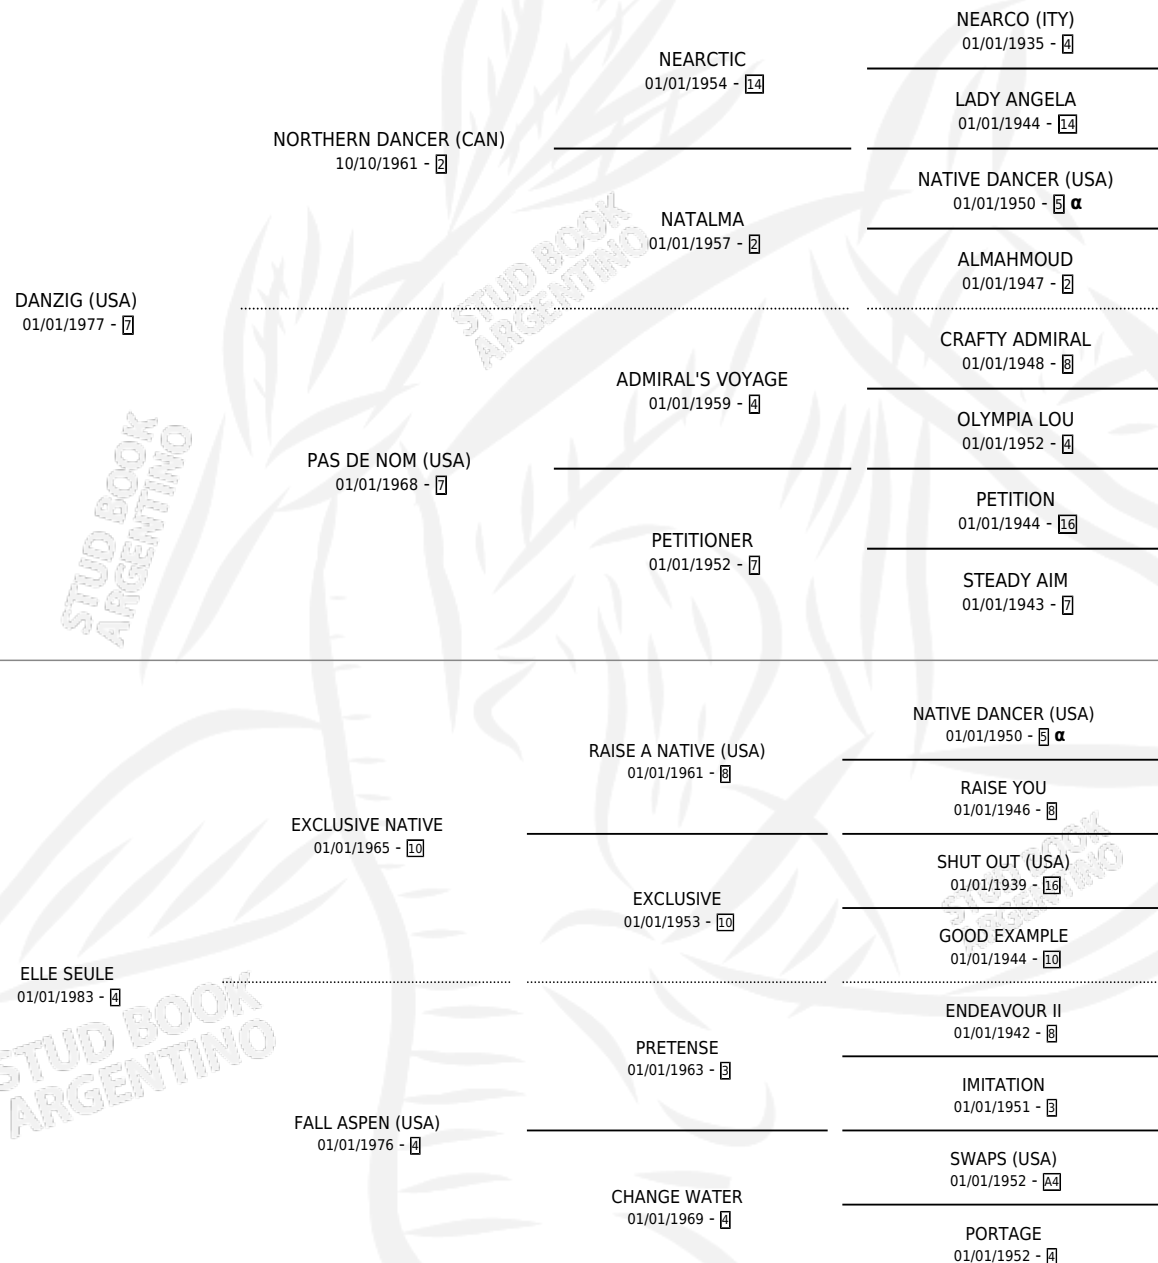 NEARCO (ITY)
01/01/1935 - 4
NEARCTIC
01/01/1954 - 14
LADY ANGELA
01/01/1944 - 14
NORTHERN DANCER (CAN)
10/10/1961 - 2
NATIVE DANCER (USA)
01/01/1950 - 5 α
NATALMA
01/01/1957 - 2
ALMAHMOUD
01/01/1947 - 2
DANZIG (USA)
01/01/1977 - 7
CRAFTY ADMIRAL
01/01/1948 - 8
ADMIRAL'S VOYAGE
01/01/1959 - 4
OLYMPIA LOU
01/01/1952 - 4
PAS DE NOM (USA)
01/01/1968 - 7
PETITION
01/01/1944 - 16
PETITIONER
01/01/1952 - 7
STEADY AIM
01/01/1943 - 7
NATIVE DANCER (USA)
01/01/1950 - 5 α
RAISE A NATIVE (USA)
01/01/1961 - 8
RAISE YOU
01/01/1946 - 8
EXCLUSIVE NATIVE
01/01/1965 - 10
SHUT OUT (USA)
01/01/1939 - 16
EXCLUSIVE
01/01/1953 - 10
GOOD EXAMPLE
01/01/1944 - 10
ELLE SEULE
01/01/1983 - 4
ENDEAVOUR II
01/01/1942 - 8
PRETENSE
01/01/1963 - 3
IMITATION
01/01/1951 - 3
FALL ASPEN (USA)
01/01/1976 - 4
SWAPS (USA)
01/01/1952 - A4
CHANGE WATER
01/01/1969 - 4
PORTAGE
01/01/1952 - 4
STUD BOOK
ARGENTINO
STUD BOOK
ARGENTINO
STUD BOOK
ARGENTINO
STUD BOOK
ARGENTINO